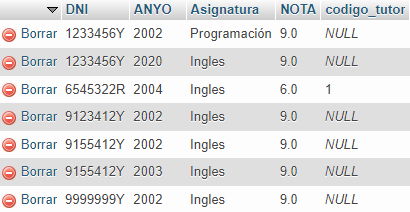 DNI ANYO Asignatura NOTA codigo_tutor
Borrar 1233456Y 2002 Programación 9.0 NULL
Borrar 1233456Y 2020 Ingles 9.0 NULL
Borrar 6545322R 2004 Ingles 6.0 1
Borrar 9123412Y 2002 Ingles 9.0 NULL
Borrar 9155412Y 2002 Ingles 9.0 NULL
Borrar 9155412Y 2003 Ingles 9.0 NULL
Borrar 9999999Y 2002 Ingles 9.0 NULL